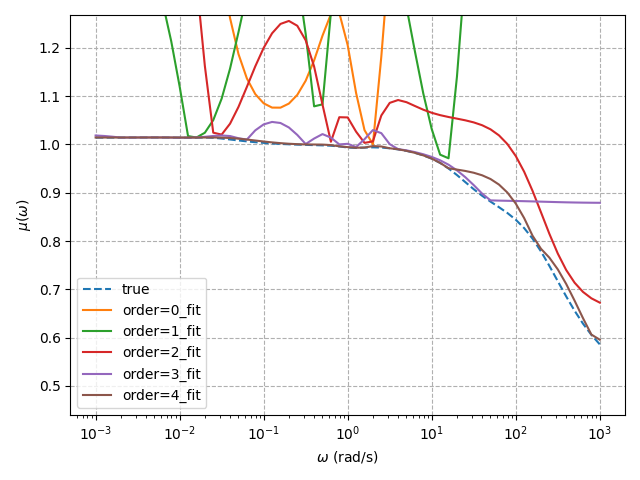 μ(ω)
1.2
1.1
1.0
0.9
0.8
0.7
0.6
0.5
true
order=0_fit
order=1_fit
order=2_fit
order=3_fit
order=4_fit
10⁻³
10⁻²
10⁻¹
10⁰
10¹
10²
10³
ω (rad/s)